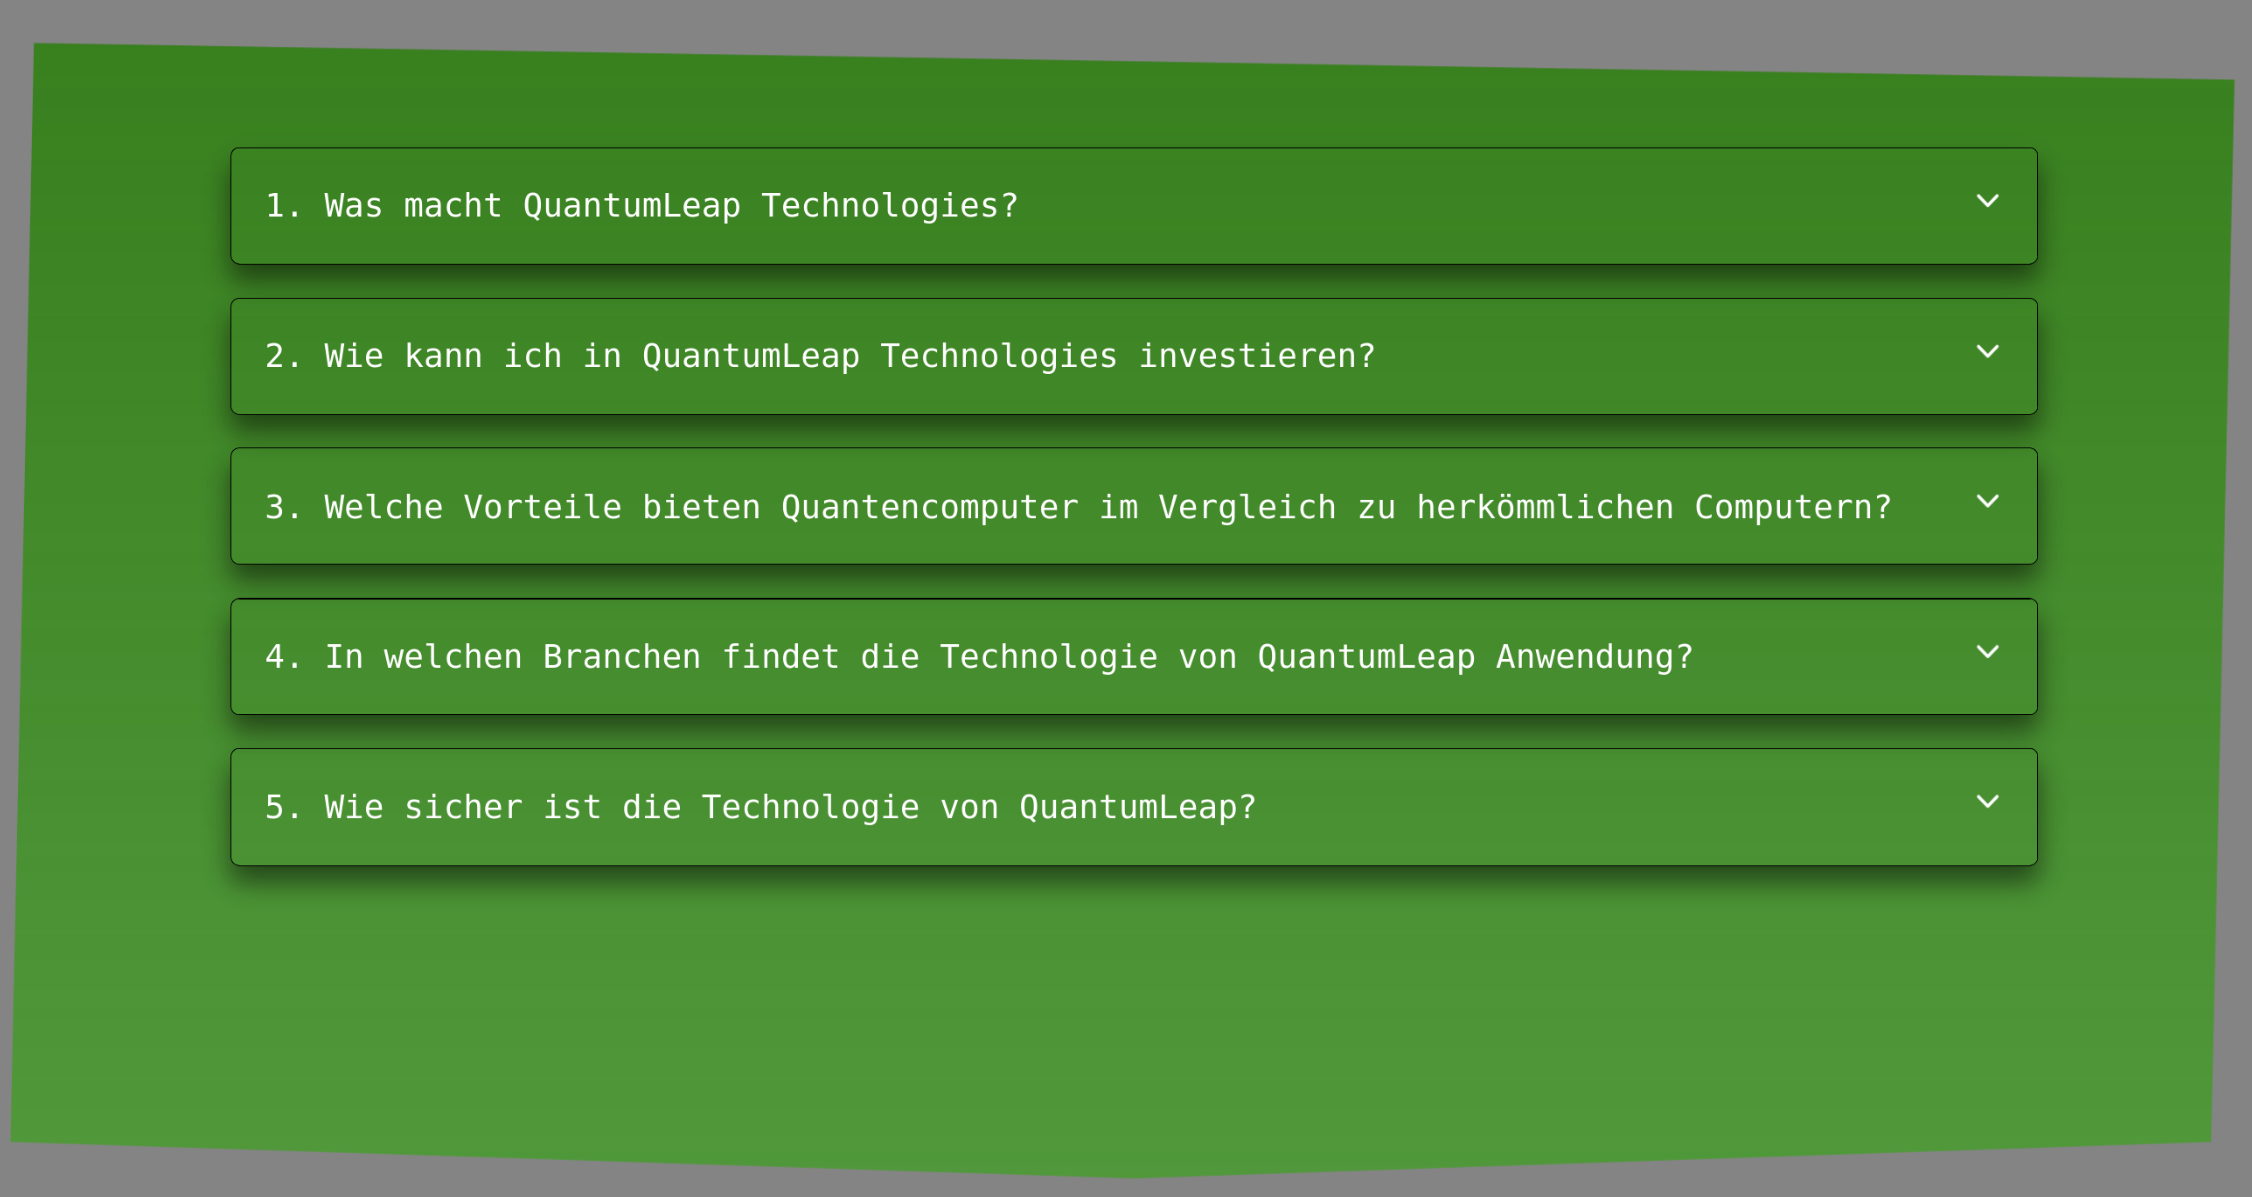 1. Was macht QuantumLeap Technologies?
2. Wie kann ich in QuantumLeap Technologies investieren?
3. Welche Vorteile bieten Quantencomputer im Vergleich zu herkömmlichen Computern?
4. In welchen Branchen findet die Technologie von QuantumLeap Anwendung?
5. Wie sicher ist die Technologie von QuantumLeap?